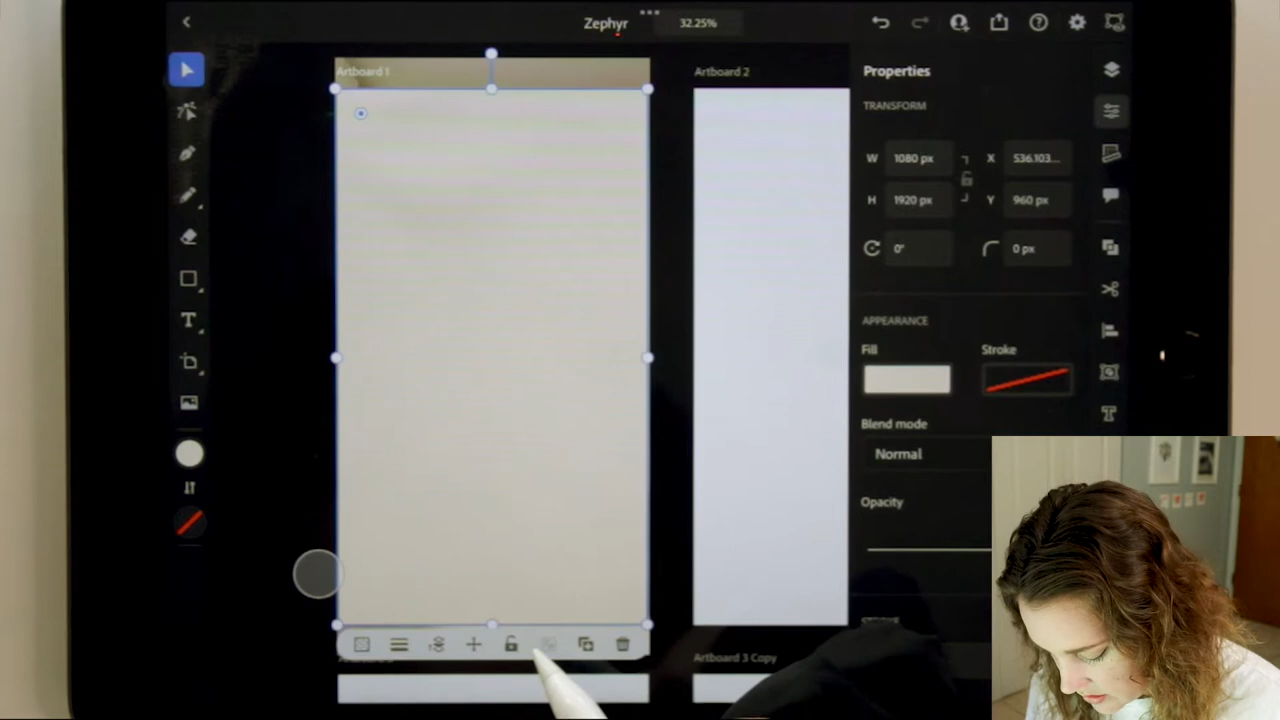 Zephyr
32.25%
Artboard 1
Artboard 2
Properties
TRANSFORM
W 1080 px
X 536.103...
H 1920 px
Y 960 px
0°
0 px
APPEARANCE
Fill
Stroke
Blend mode
Normal
Opacity
Artboard 3 Copy